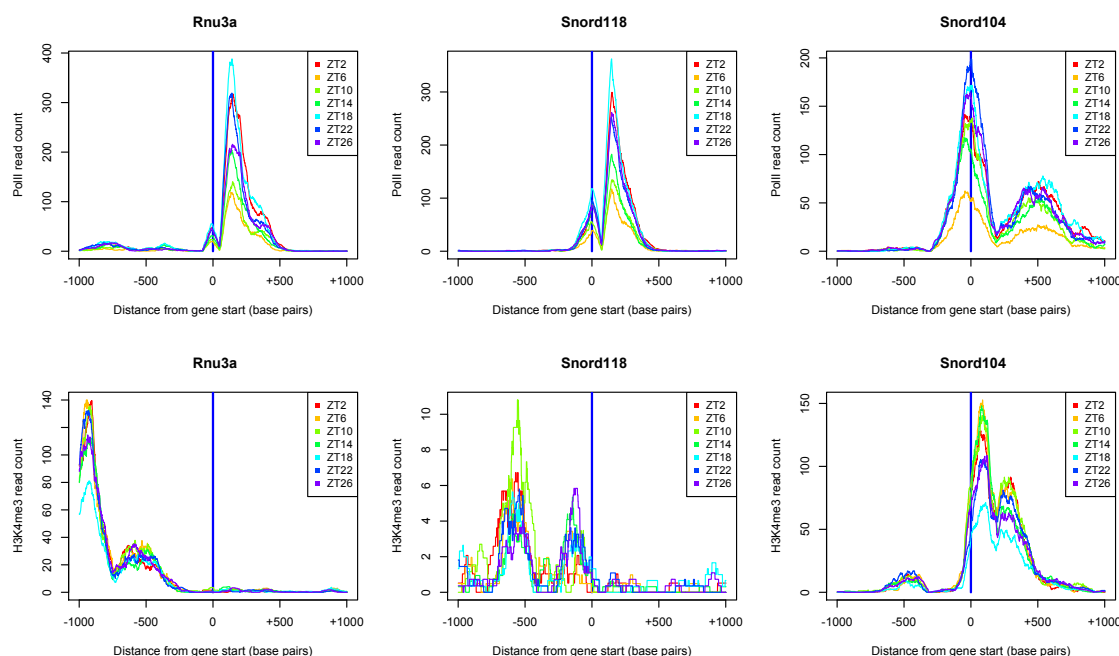 Rnu3a
PolII read count
400
300
200
100
0
-1000 -500 0 +500 +1000
Distance from gene start (base pairs)
ZT2
ZT6
ZT10
ZT14
ZT18
ZT22
ZT26
Snord118
PolII read count
300
200
100
0
-1000 -500 0 +500 +1000
Distance from gene start (base pairs)
ZT2
ZT6
ZT10
ZT14
ZT18
ZT22
ZT26
Snord104
PolII read count
200
150
100
50
0
-1000 -500 0 +500 +1000
Distance from gene start (base pairs)
ZT2
ZT6
ZT10
ZT14
ZT18
ZT22
ZT26
Rnu3a
H3K4me3 read count
140
120
100
80
60
40
20
0
-1000 -500 0 +500 +1000
Distance from gene start (base pairs)
ZT2
ZT6
ZT10
ZT14
ZT18
ZT22
ZT26
Snord118
H3K4me3 read count
10
8
6
4
2
0
-1000 -500 0 +500 +1000
Distance from gene start (base pairs)
ZT2
ZT6
ZT10
ZT14
ZT18
ZT22
ZT26
Snord104
H3K4me3 read count
150
100
50
0
-1000 -500 0 +500 +1000
Distance from gene start (base pairs)
ZT2
ZT6
ZT10
ZT14
ZT18
ZT22
ZT26